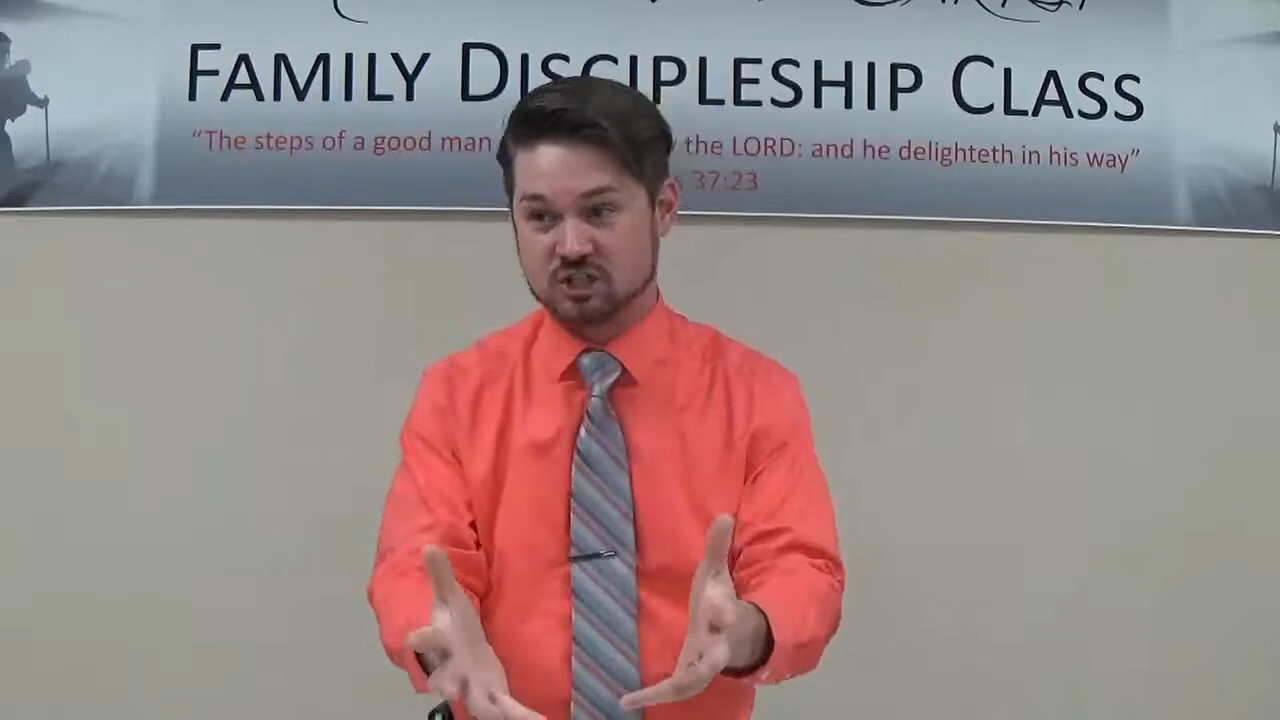 FAMILY DISCIPLESHIP CLASS
“The steps of a good man the LORD: and he delighteth in his way”
37:23